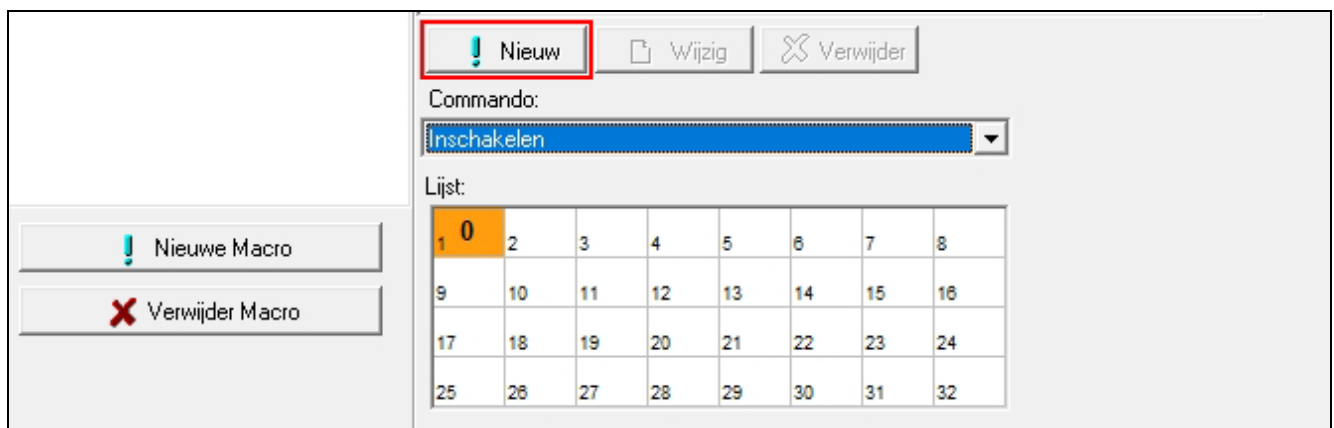 Nieuw Wijzig Verwijder
Commando:
Inschakelen
Lijst:
1 0 2 3 4 5 6 7 8
9 10 11 12 13 14 15 16
17 18 19 20 21 22 23 24
25 26 27 28 29 30 31 32
Nieuwe Macro
Verwijder Macro